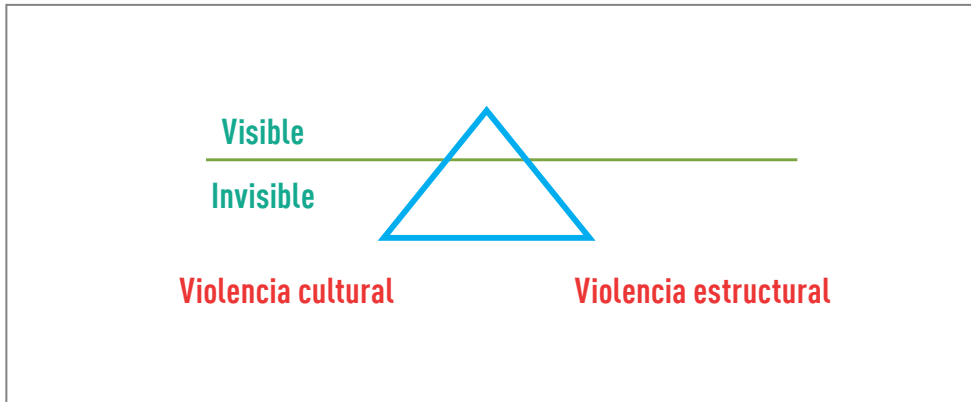 Visible
Invisible
Violencia cultural
Violencia estructural